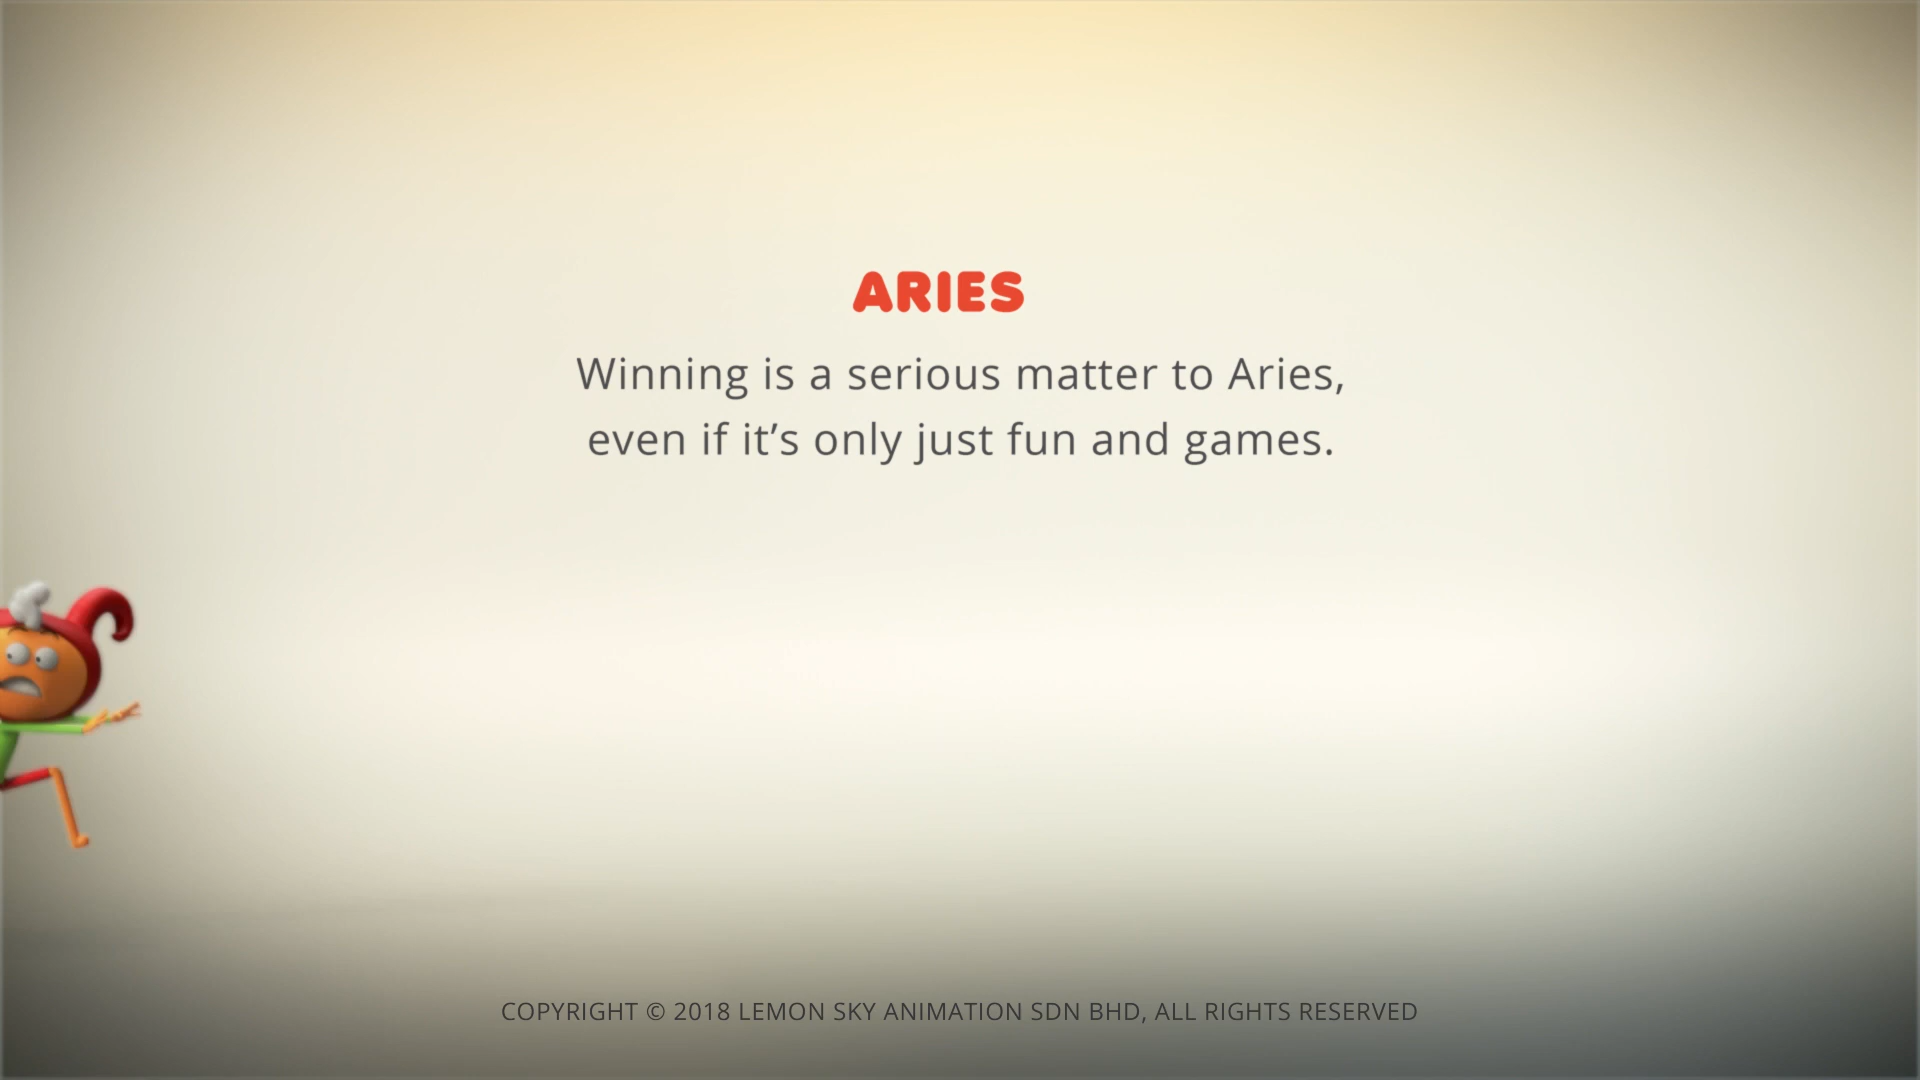 ARIES
Winning is a serious matter to Aries,
even if it’s only just fun and games.
COPYRIGHT © 2018 LEMON SKY ANIMATION SDN BHD, ALL RIGHTS RESERVED